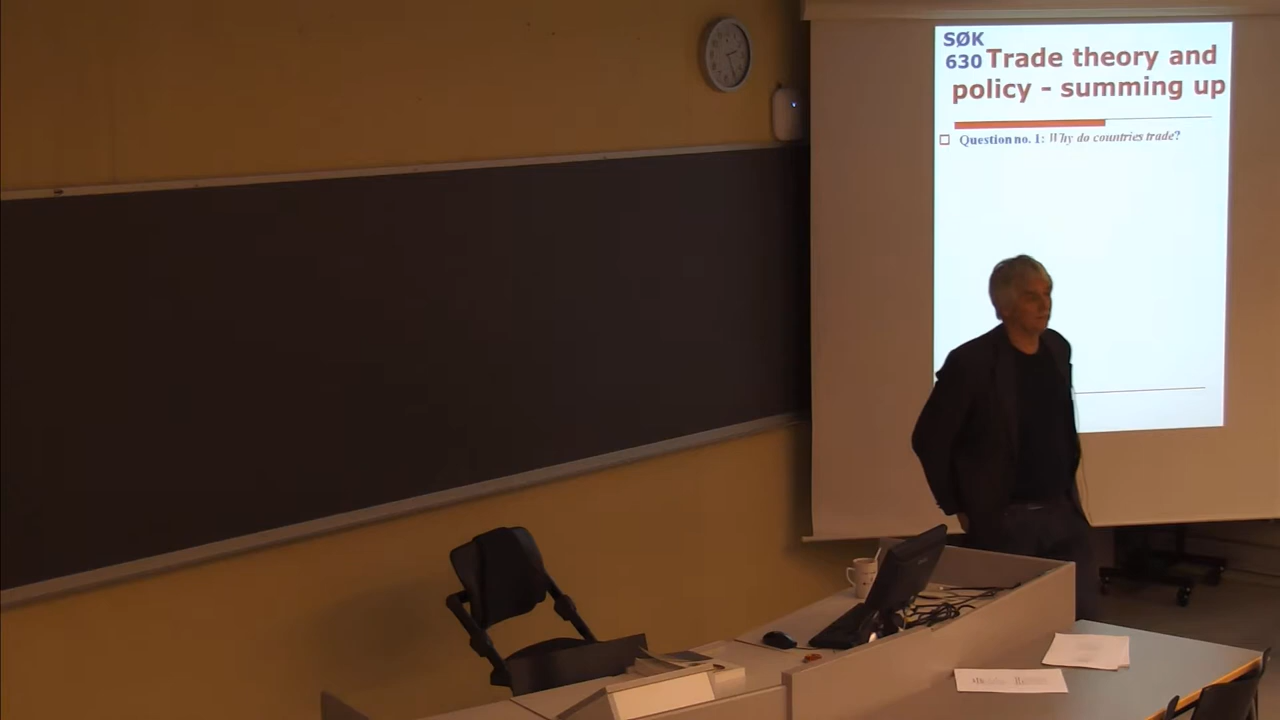 SØK
630 Trade theory and
policy - summing up
Question no. 1: Why do countries trade?